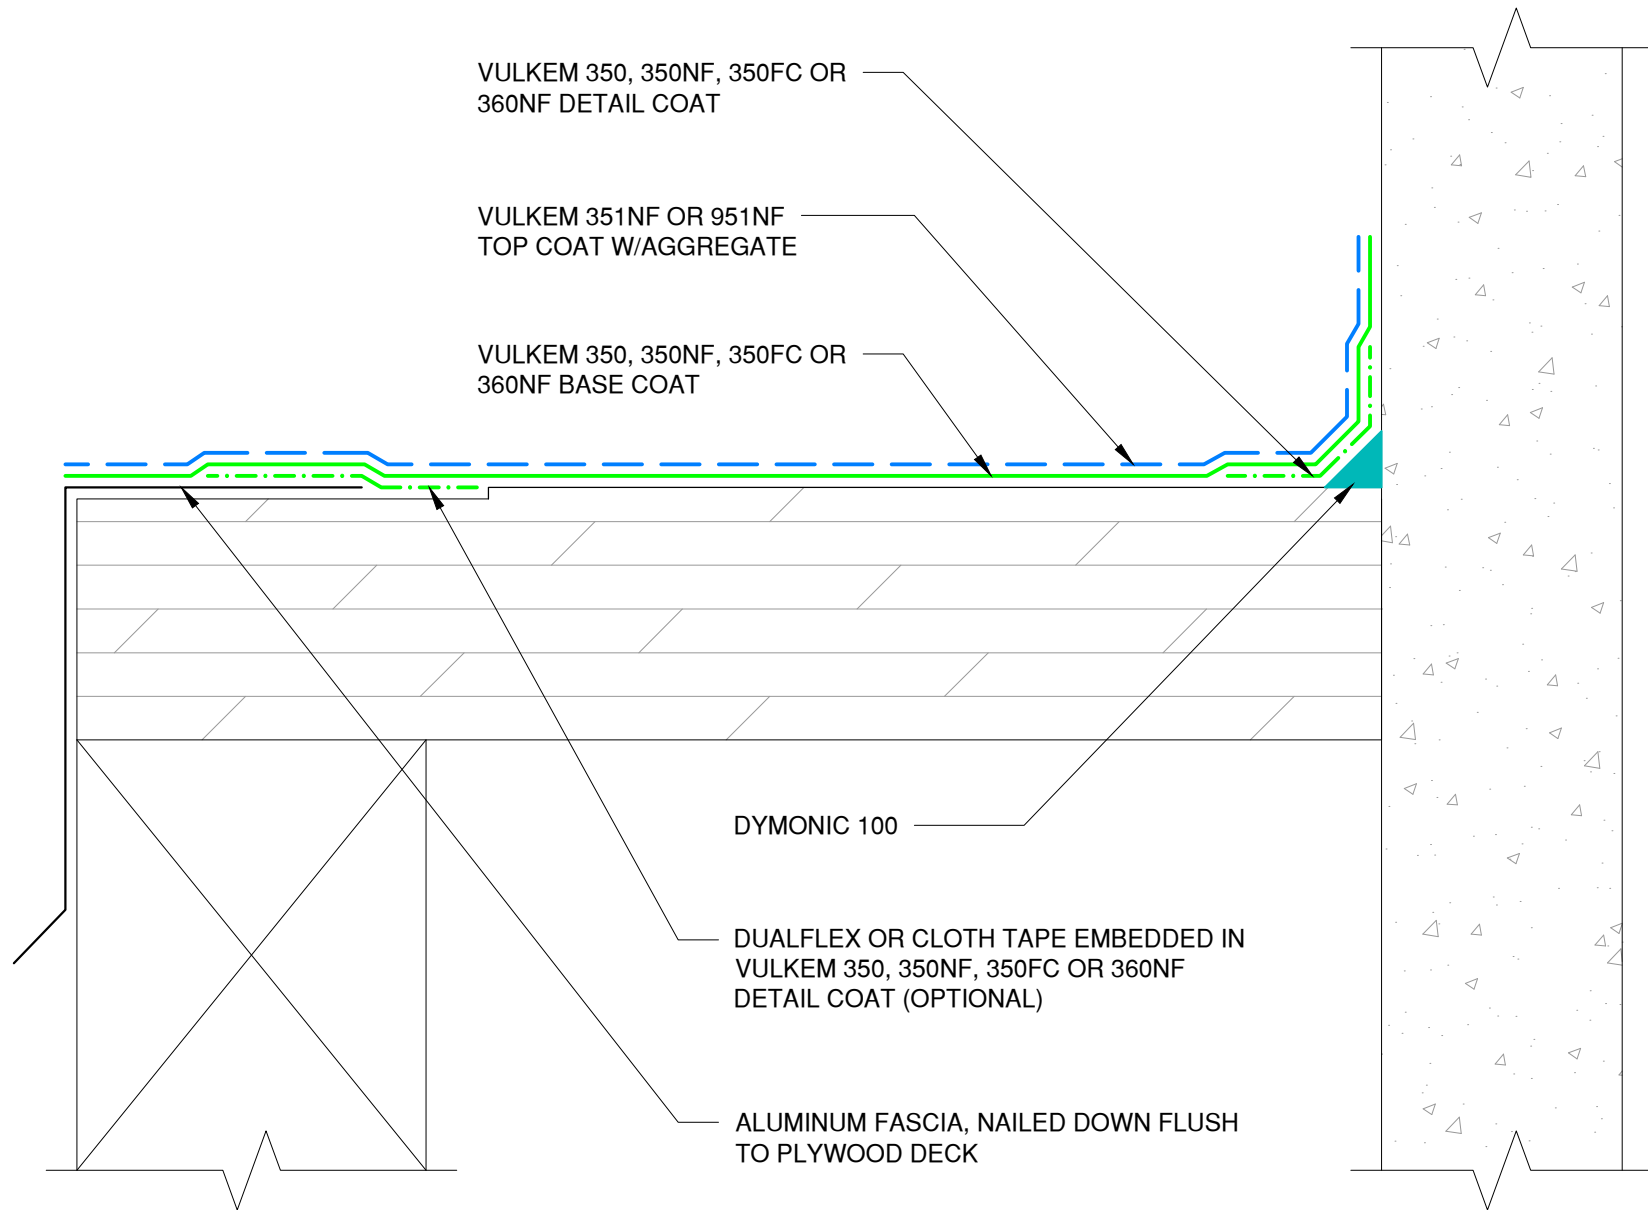 VULKEM 350, 350NF, 350FC OR
360NF DETAIL COAT
VULKEM 351NF OR 951NF
TOP COAT W/AGGREGATE
VULKEM 350, 350NF, 350FC OR
360NF BASE COAT
DYMONIC 100
DUALFLEX OR CLOTH TAPE EMBEDDED IN
VULKEM 350, 350NF, 350FC OR 360NF
DETAIL COAT (OPTIONAL)
ALUMINUM FASCIA, NAILED DOWN FLUSH
TO PLYWOOD DECK